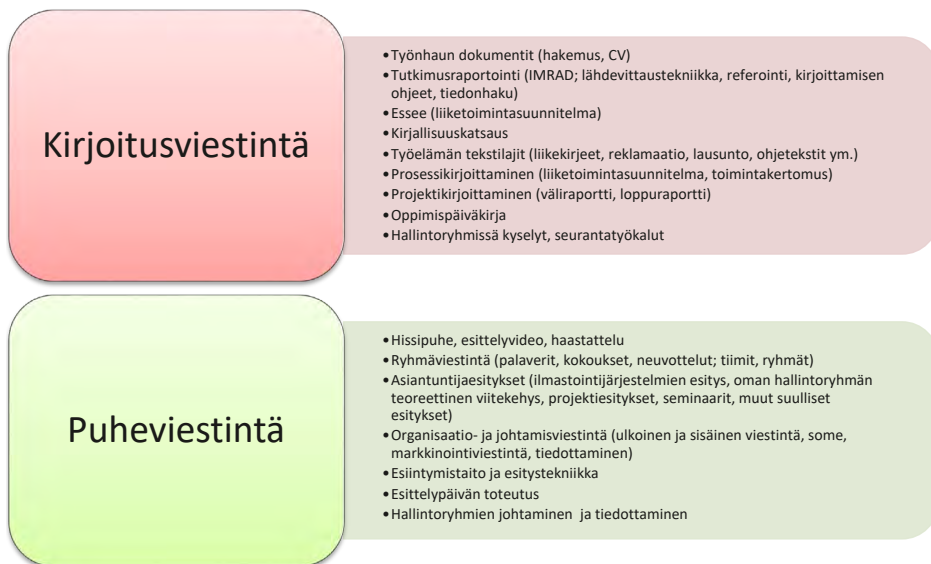 Kirjoitusviestintä
•Työnhaun dokumentit (hakemus, CV)
•Tutkimusraportointi (IMRAD; lähdevittaustekniikka, referointi, kirjoittamisen
ohjeet, tiedonhaku)
•Essee (liiketoimintasuunnitelma)
•Kirjallisuuskatsaus
•Työelämän tekstilajit (liikekirjeet, reklamaatio, lausunto, ohjetekstit ym.)
•Prosessikirjoittaminen (liiketoimintasuunnitelma, toimintakertomus)
•Projektikirjoittaminen (väliraportti, loppuraportti)
•Oppimispäiväkirja
•Hallintoryhmissä kyselyt, seurantatyökalut
Puheviestintä
•Hissipuhe, esittelyvideo, haastattelu
•Ryhmäviestintä (palaverit, kokoukset, neuvottelut; tiimit, ryhmät)
•Asiantuntijaesitykset (ilmastointijärjestelmien esitys, oman hallintoryhmän
teoreettinen viitekehys, projektiesitykset, seminaarit, muut suulliset
esitykset)
•Organisaatio- ja johtamisviestintä (ulkoinen ja sisäinen viestintä, some,
markkinointiviestintä, tiedottaminen)
•Esiintymistaito ja esitystekniikka
•Esittelypäivän toteutus
•Hallintoryhmien johtaminen ja tiedottaminen